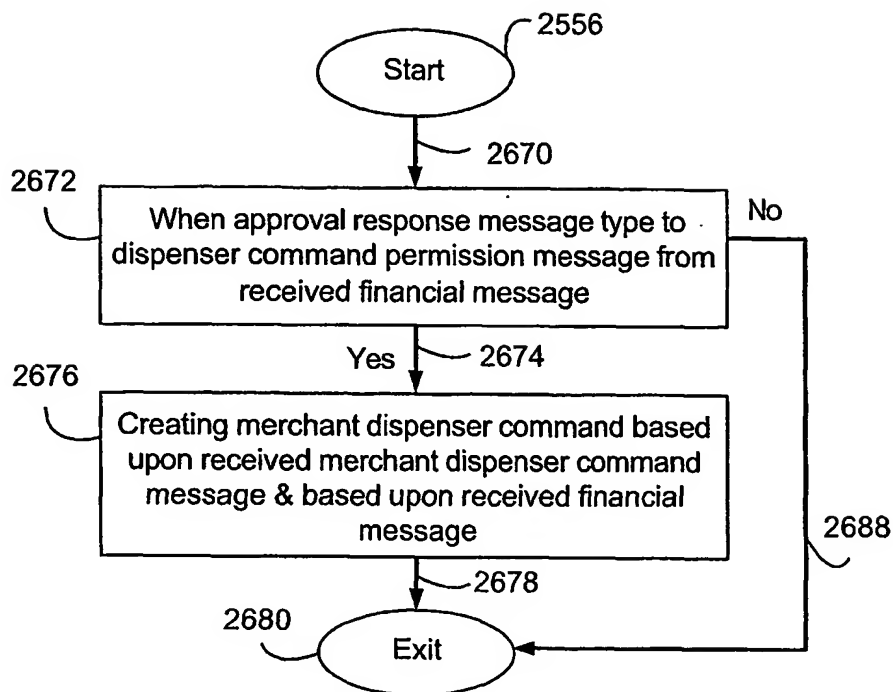 2556
Start
2670
2672
When approval response message type to
dispenser command permission message from
received financial message
No
Yes
2674
2676
Creating merchant dispenser command based
upon received merchant dispenser command
message & based upon received financial
message
2688
2678
2680
Exit